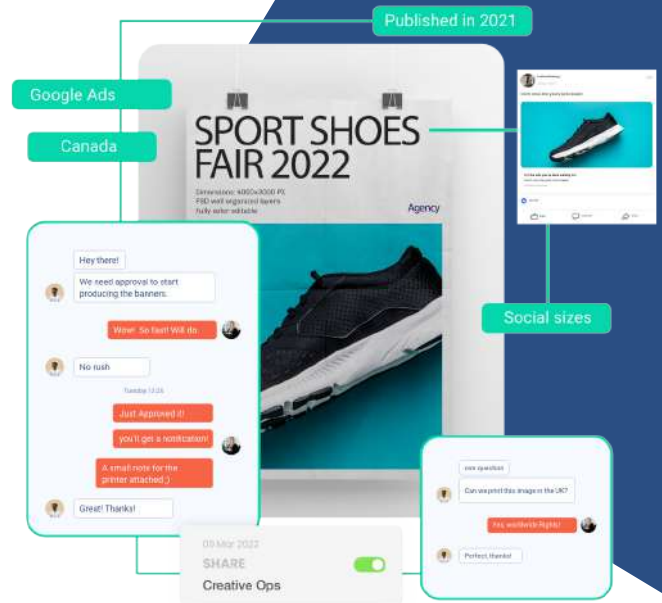 Published in 2021
Google Ads
Canada
SPORT SHOES
FAIR 2022
Dimensions: 4000x3000 PX
PSD well organized layers
fully color editable
Agency
Social sizes
Hey there!
We need approval to start
producing the banners.
Wow! So fast! Will do.
No rush
Tuesday
Just Approved it!
you'll get a notification!
A small note for the
printer attached ;)
Great! Thanks!
one question
Can we print this image in the UK?
Yes, worldwide Rights!
Perfect, thanks!
09 Mar 2022
SHARE
Creative Ops